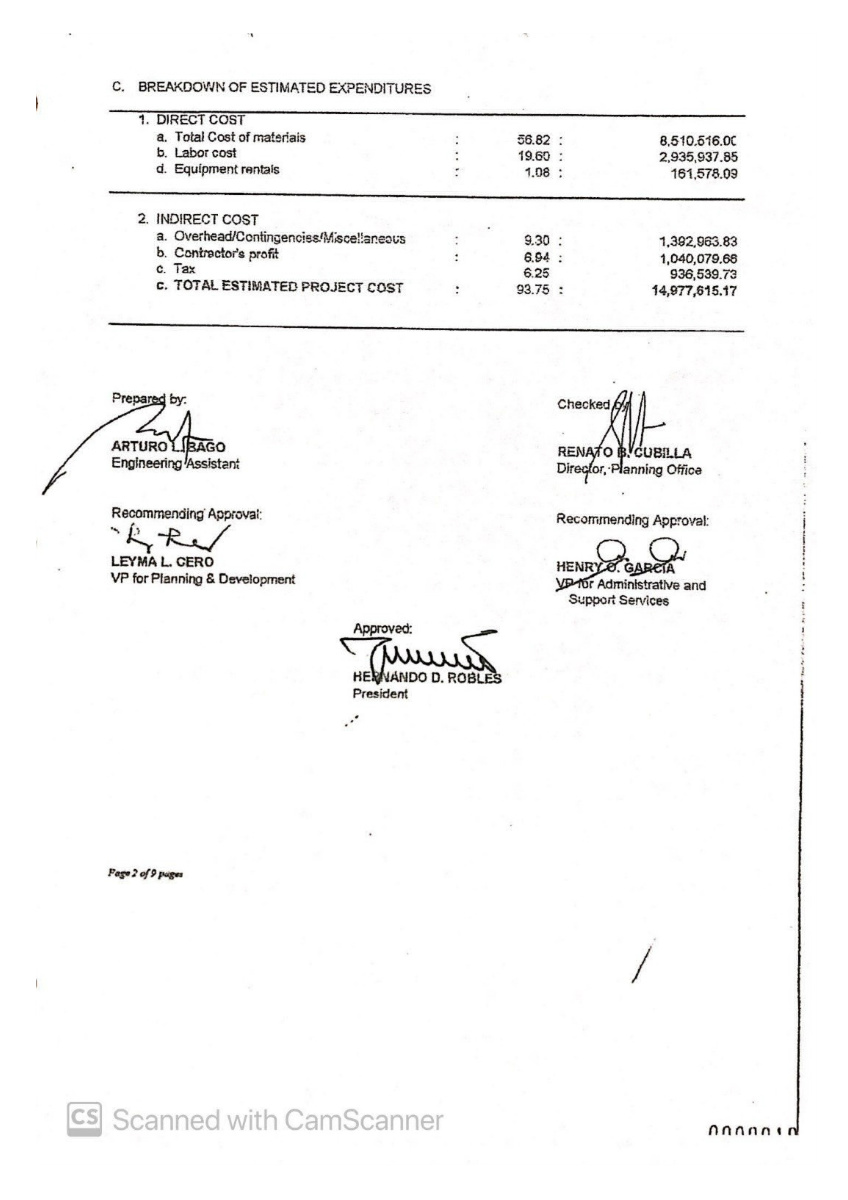 C. BREAKDOWN OF ESTIMATED EXPENDITURES
1. DIRECT COST
a. Total Cost of materials : 56.82 : 8,510,516.00
b. Labor cost : 19.60 : 2,935,937.85
d. Equipment rentals : 1.08 : 161,578.09
2. INDIRECT COST
a. Overhead/Contingencies/Miscellaneous : 9.30 : 1,392,963.83
b. Contractor's profit : 6.94 : 1,040,079.68
c. Tax 6.25 936,539.73
c. TOTAL ESTIMATED PROJECT COST : 93.75 : 14,977,615.17
Prepared by:
ARTURO L. IBAGO
Engineering Assistant
Checked by
RENATO B. CUBILLA
Director, Planning Office
Recommending Approval:
LEYMA L. CERO
VP for Planning & Development
Recommending Approval:
HENRY O. GARCIA
VP for Administrative and
Support Services
Approved:
HERNANDO D. ROBLES
President
Page 2 of 9 pages
CS Scanned with CamScanner